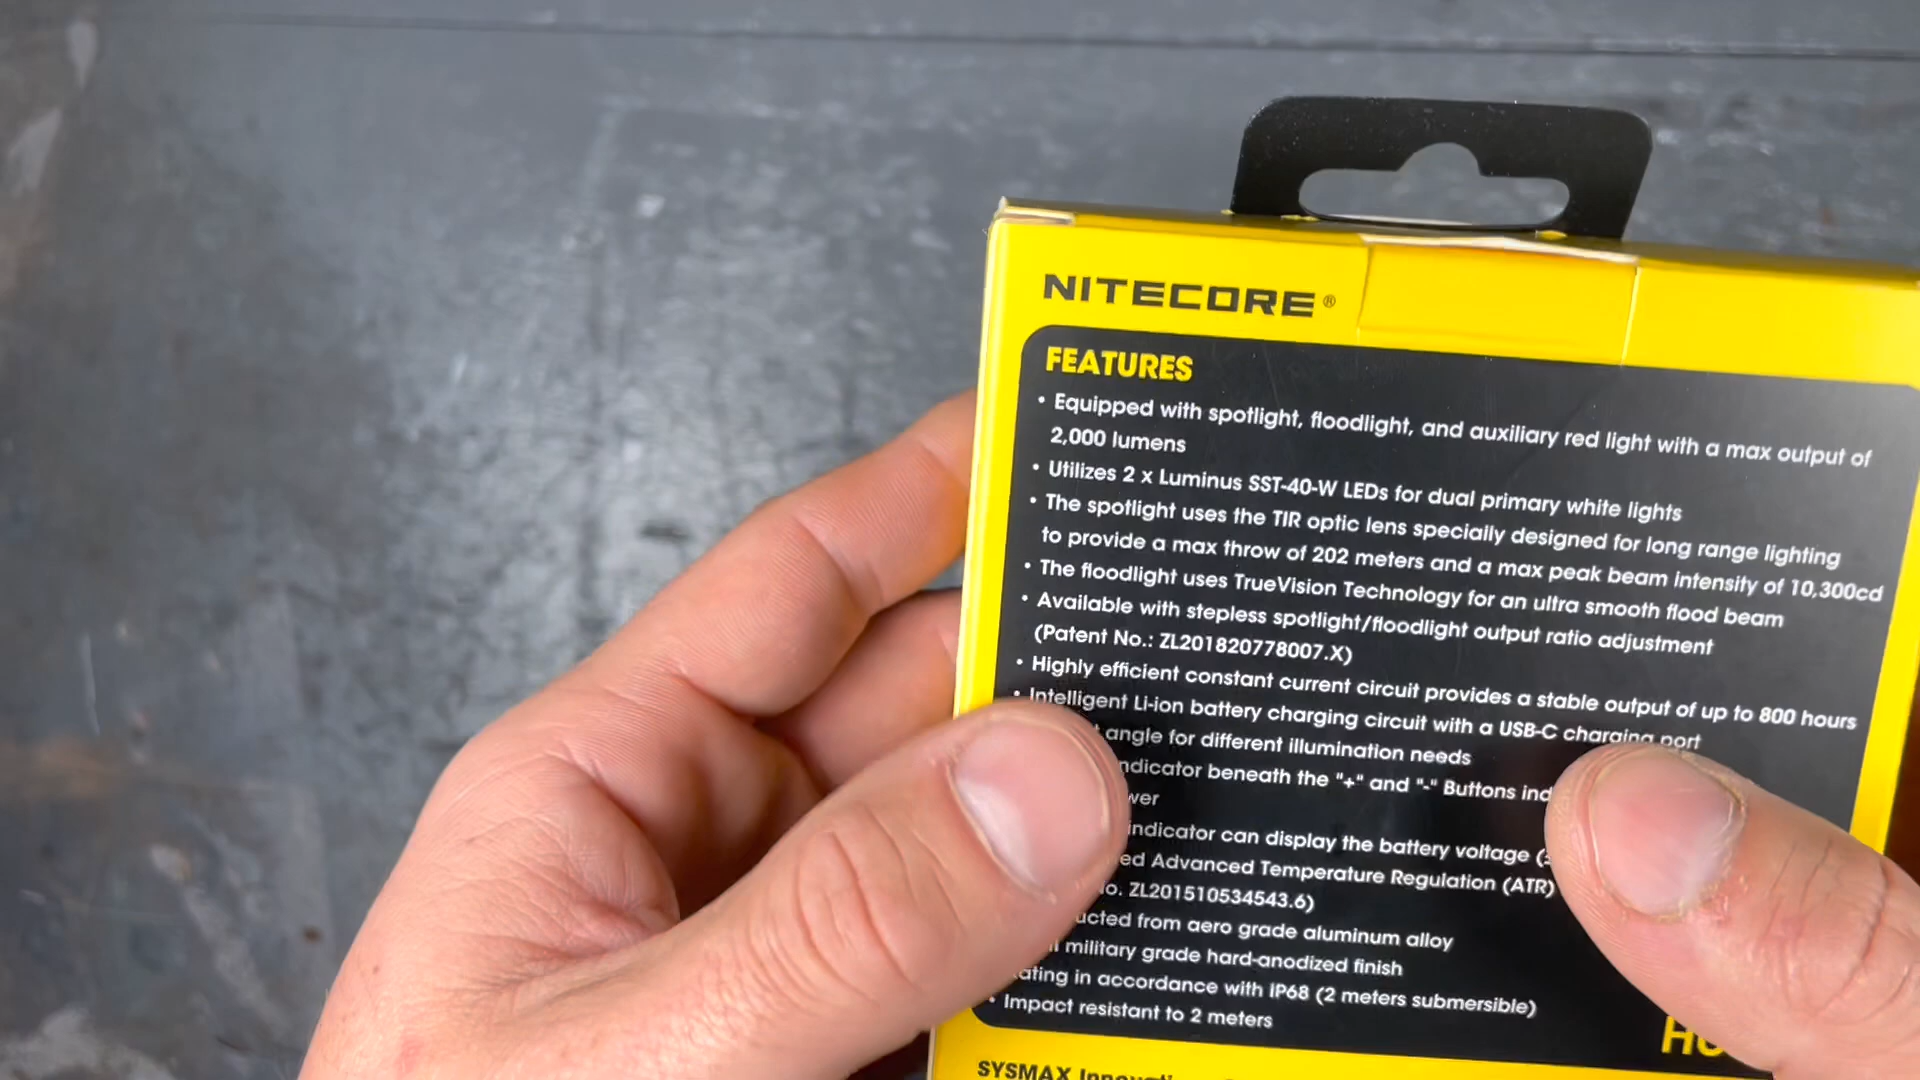 NITECORE®
FEATURES
• Equipped with spotlight, floodlight, and auxiliary red light with a max output of
2,000 lumens
• Utilizes 2 x Luminus SST-40-W LEDs for dual primary white lights
• The spotlight uses the TIR optic lens specially designed for long range lighting
to provide a max throw of 202 meters and a max peak beam intensity of 10,300cd
• The floodlight uses TrueVision Technology for an ultra smooth flood beam
• Available with stepless spotlight/floodlight output ratio adjustment
(Patent No.: ZL201820778007.X)
• Highly efficient constant current circuit provides a stable output of up to 800 hours
• Intelligent Li-ion battery charging circuit with a USB-C charging port
angle for different illumination needs
indicator beneath the "+" and "-" Buttons
indicator can display the battery voltage
Advanced Temperature Regulation (ATR)
ZL201510534543.6)
from aero grade aluminum alloy
military grade hard-anodized finish
in accordance with IP68 (2 meters submersible)
• Impact resistant to 2 meters
SYSMAX